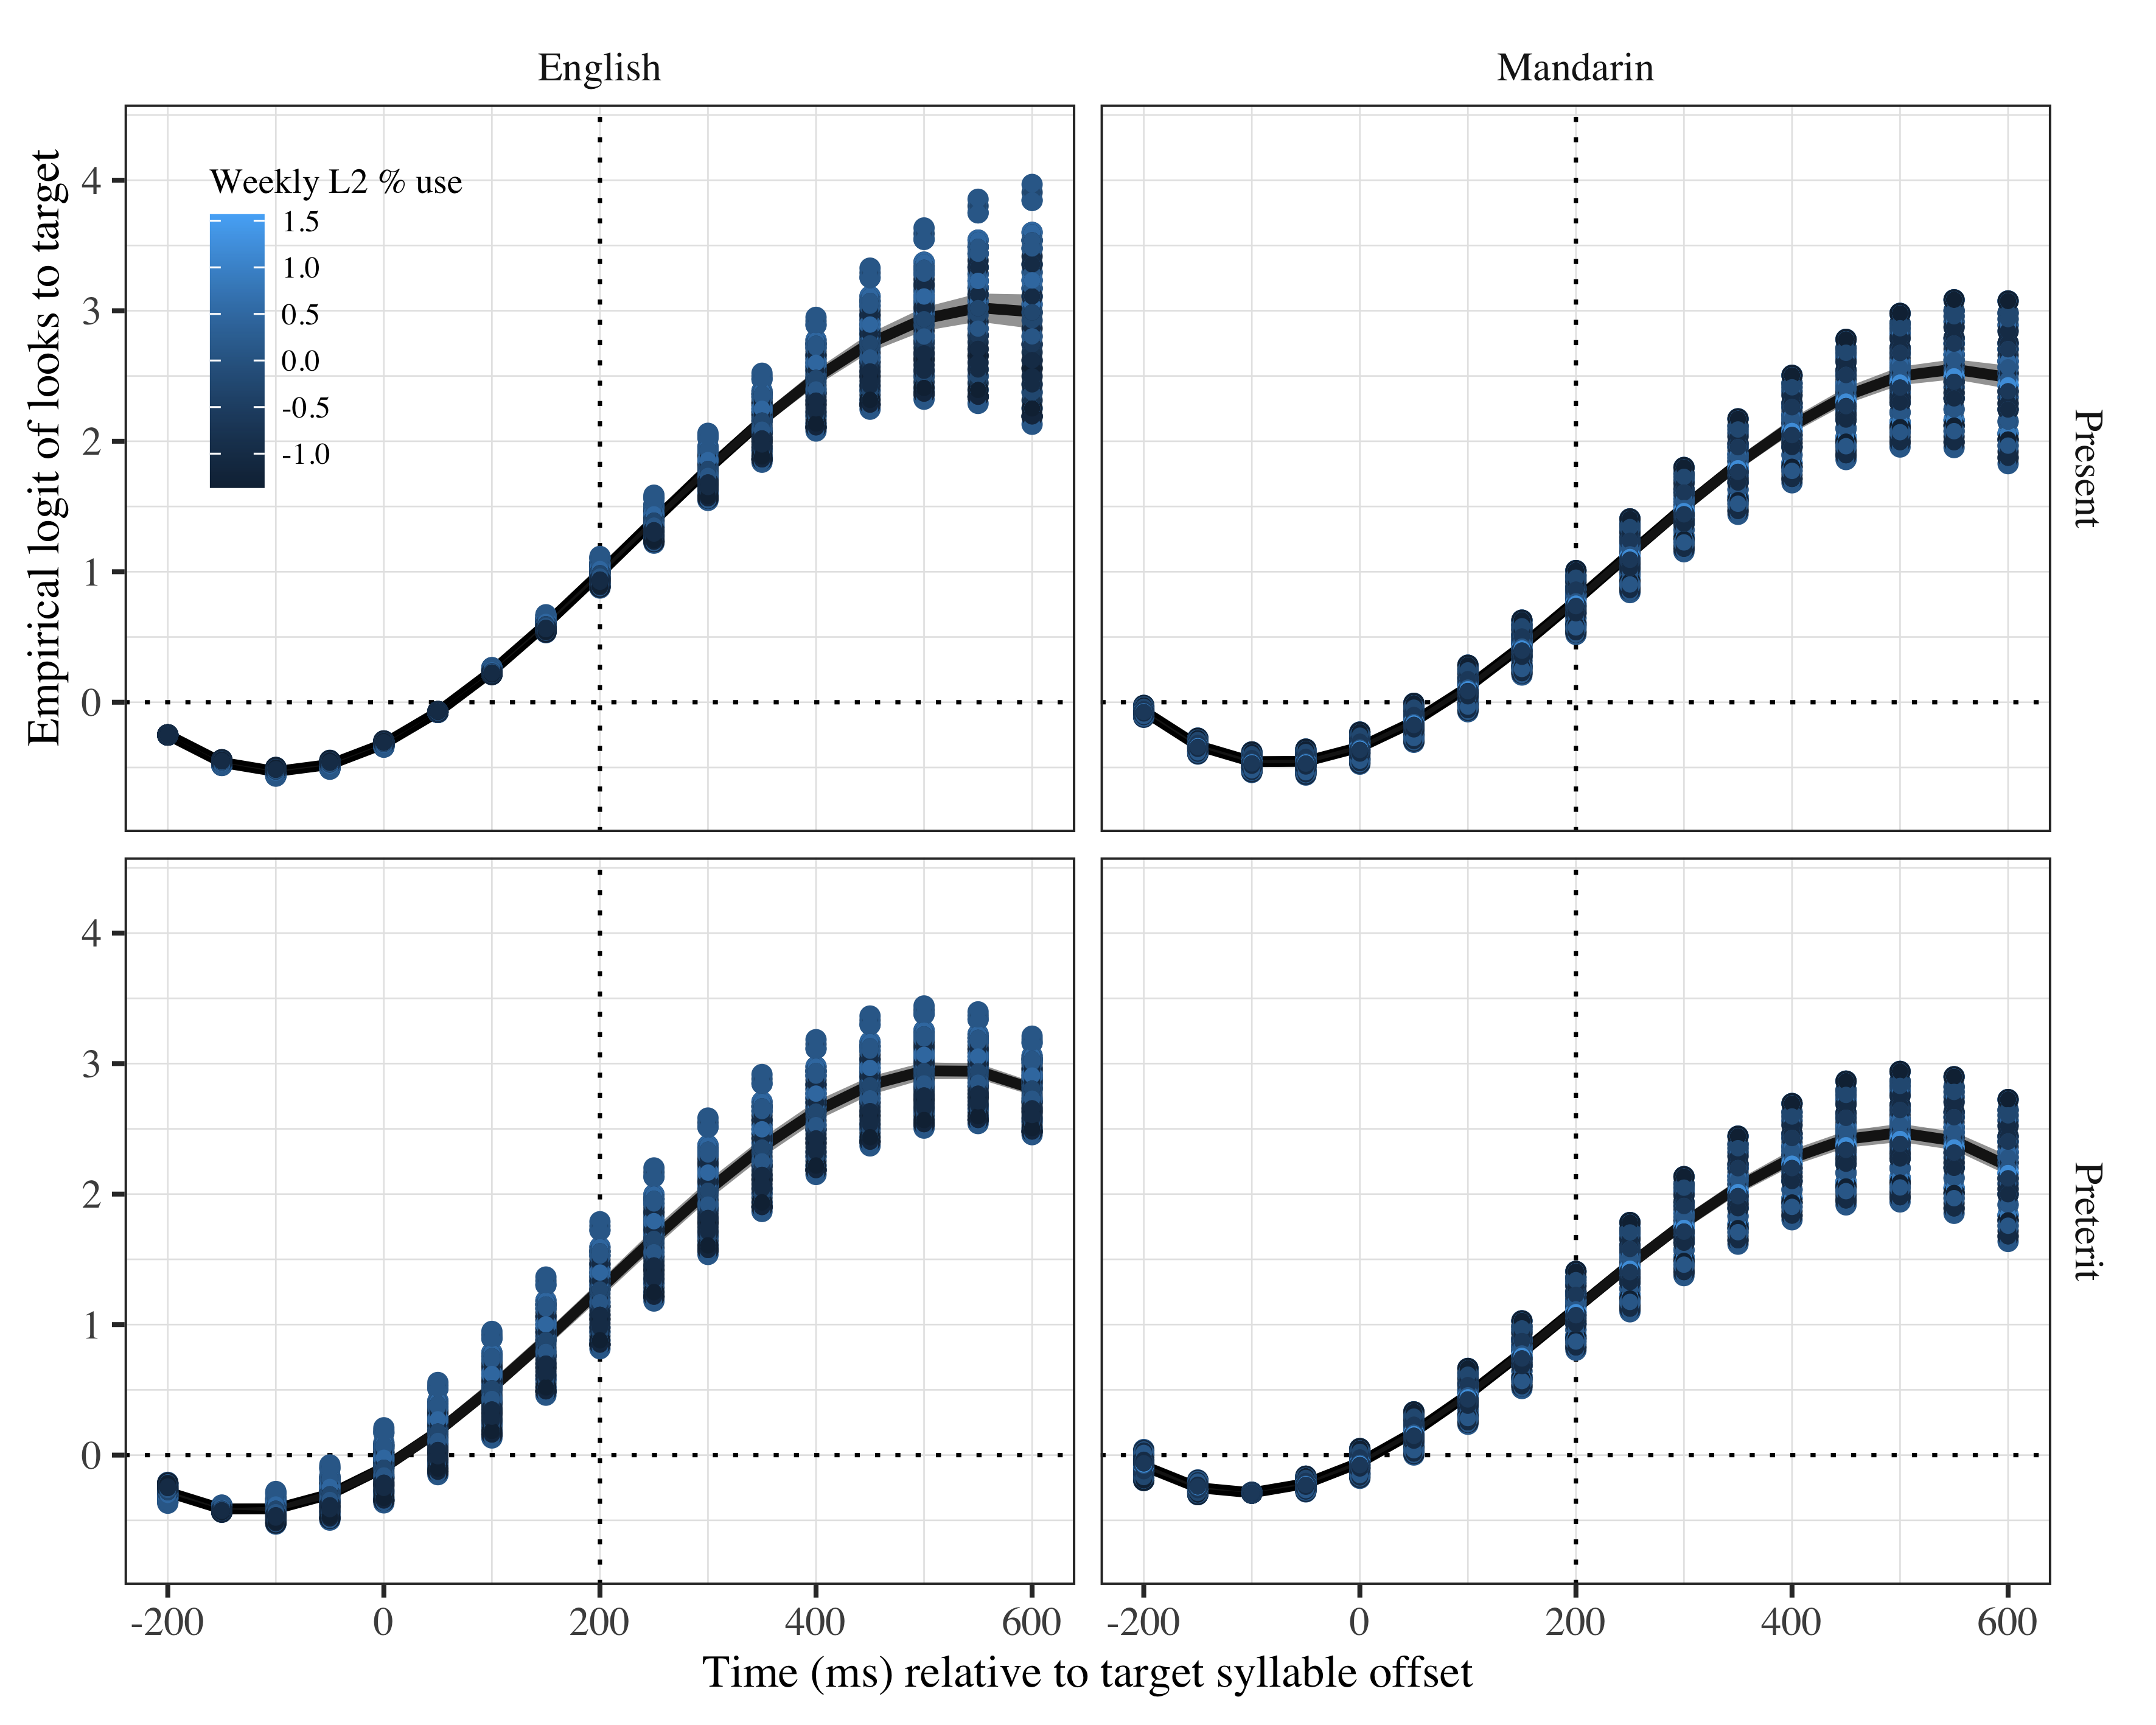 English
Mandarin
Empirical logit of looks to target
Weekly L2 % use
1.5
1.0
0.5
0.0
-0.5
-1.0
4
3
2
1
0
Present
4
3
2
1
0
Preterit
-200 0 200 400 600
-200 0 200 400 600
Time (ms) relative to target syllable offset